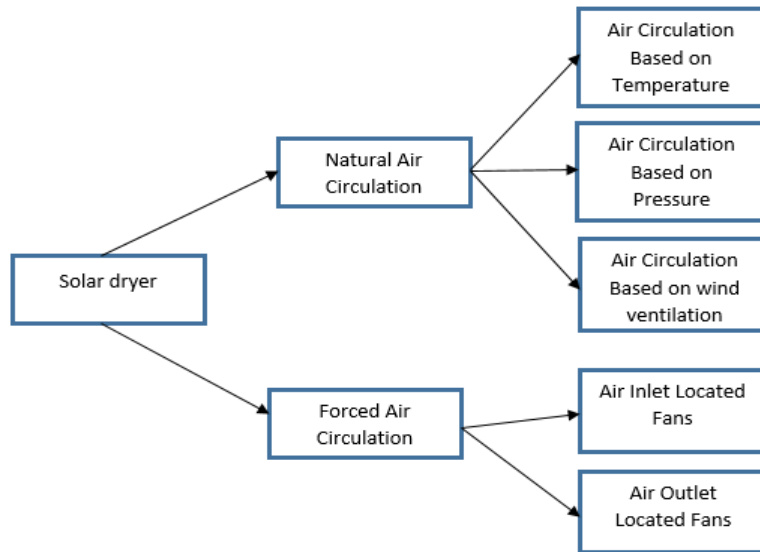 Air Circulation
Based on
Temperature
Air Circulation
Based on
Pressure
Natural Air
Circulation
Air Circulation
Based on wind
ventilation
Solar dryer
Air Inlet Located
Fans
Forced Air
Circulation
Air Outlet
Located Fans